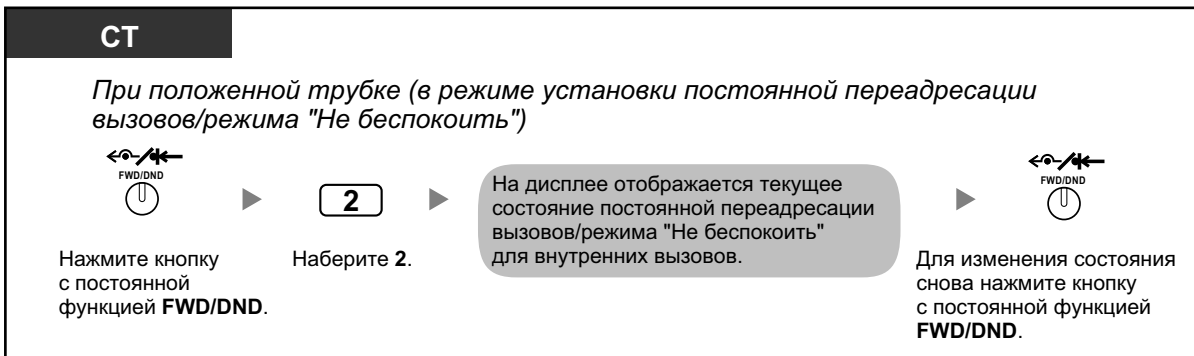 СТ
При положенной трубке (в режиме установки постоянной переадресации
вызовов/режима "Не беспокоить")
FWD/DND
Нажмите кнопку
с постоянной
функцией FWD/DND.
2
Наберите 2.
На дисплее отображается текущее
состояние постоянной переадресации
вызовов/режима "Не беспокоить"
для внутренних вызовов.
FWD/DND
Для изменения состояния
снова нажмите кнопку
с постоянной функцией
FWD/DND.